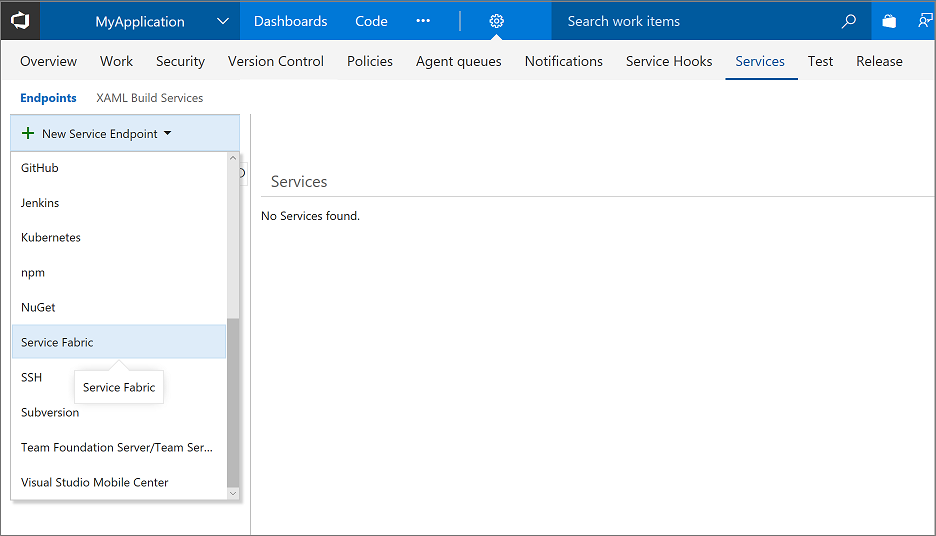 MyApplication Dashboards Code ••• Search work items
Overview Work Security Version Control Policies Agent queues Notifications Service Hooks Services Test Release
Endpoints XAML Build Services
+ New Service Endpoint
GitHub
Services
Jenkins
No Services found.
Kubernetes
npm
NuGet
Service Fabric
SSH
Service Fabric
Subversion
Team Foundation Server/Team Ser...
Visual Studio Mobile Center